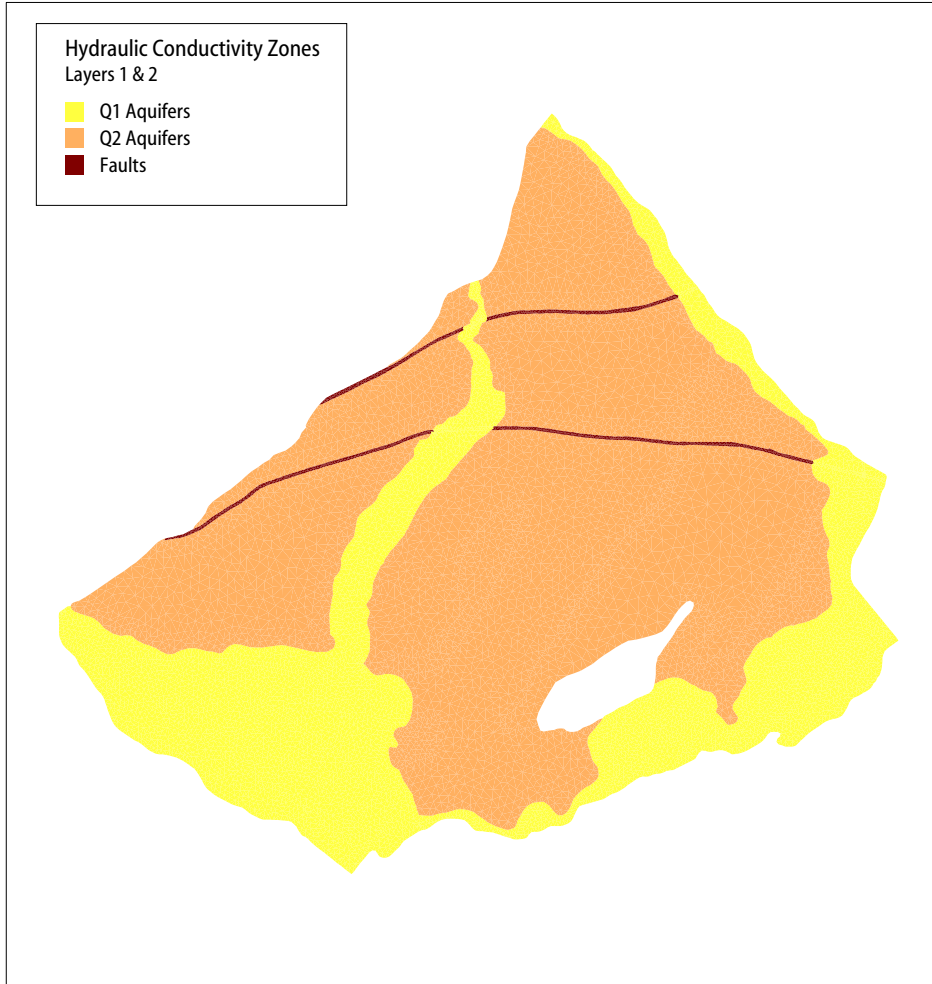 Hydraulic Conductivity Zones
Layers 1 & 2
Q1 Aquifers
Q2 Aquifers
Faults